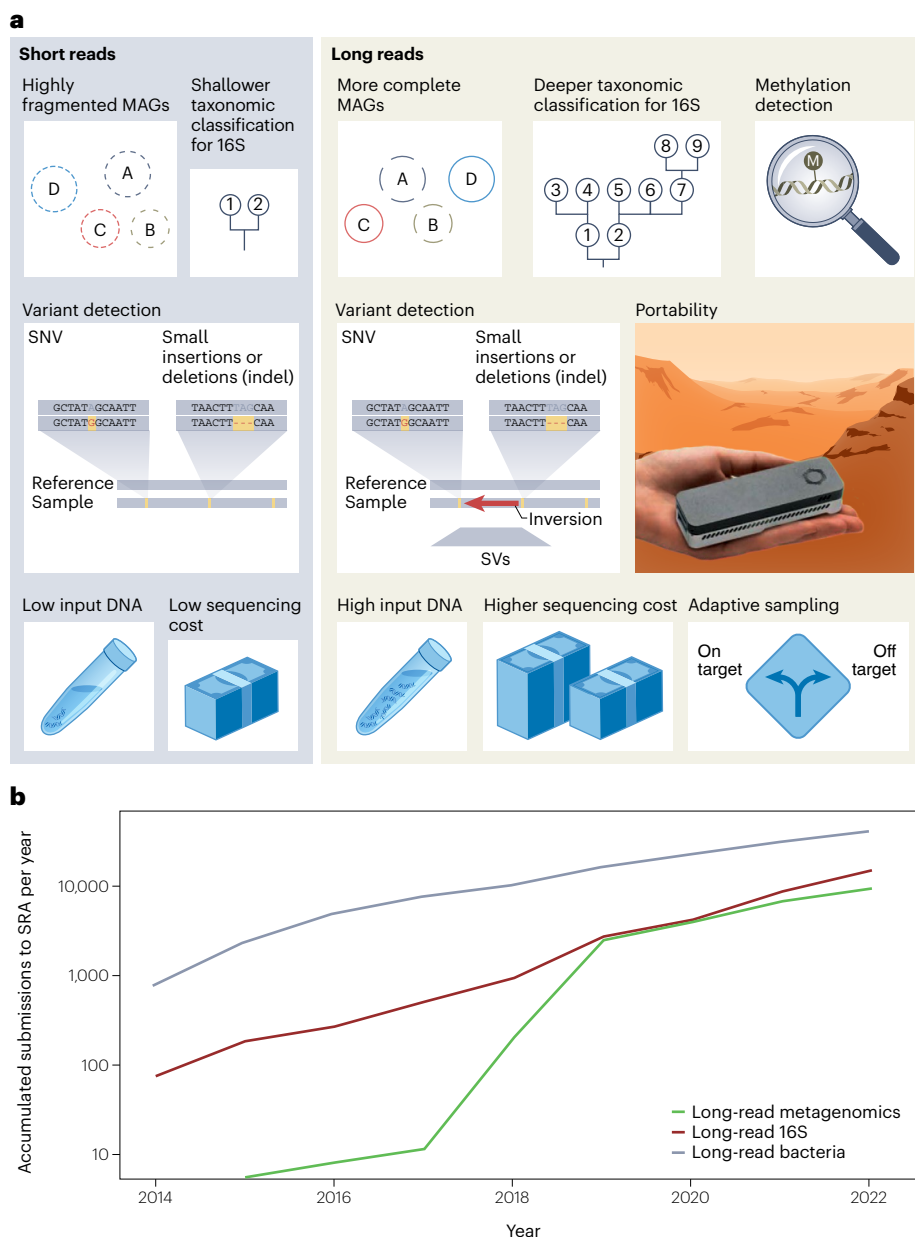 a
Short reads
Highly
fragmented MAGs
D
A
C
B
Shallower
taxonomic
classification
for 16S
1 2
Variant detection
SNV
GCTATAGCAATT
GCTATGGCAATT
Small
insertions or
deletions (indel)
TAACTTTAGCAA
TAACTT---CAA
Reference
Sample
Low input DNA
Low sequencing
cost
Long reads
More complete
MAGs
A
D
C
B
Deeper taxonomic
classification for 16S
8 9
3 4 5 6 7
1 2
Methylation
detection
M
Variant detection
SNV
GCTATAGCAATT
GCTATGGCAATT
Small
insertions or
deletions (indel)
TAACTTTAGCAA
TAACTT---CAA
Reference
Sample
Inversion
SVs
Portability
High input DNA
Higher sequencing cost
Adaptive sampling
On
target
Off
target
b
Accumulated submissions to SRA per year
10,000
1,000
100
10
2014 2016 2018 2020 2022
Year
Long-read metagenomics
Long-read 16S
Long-read bacteria